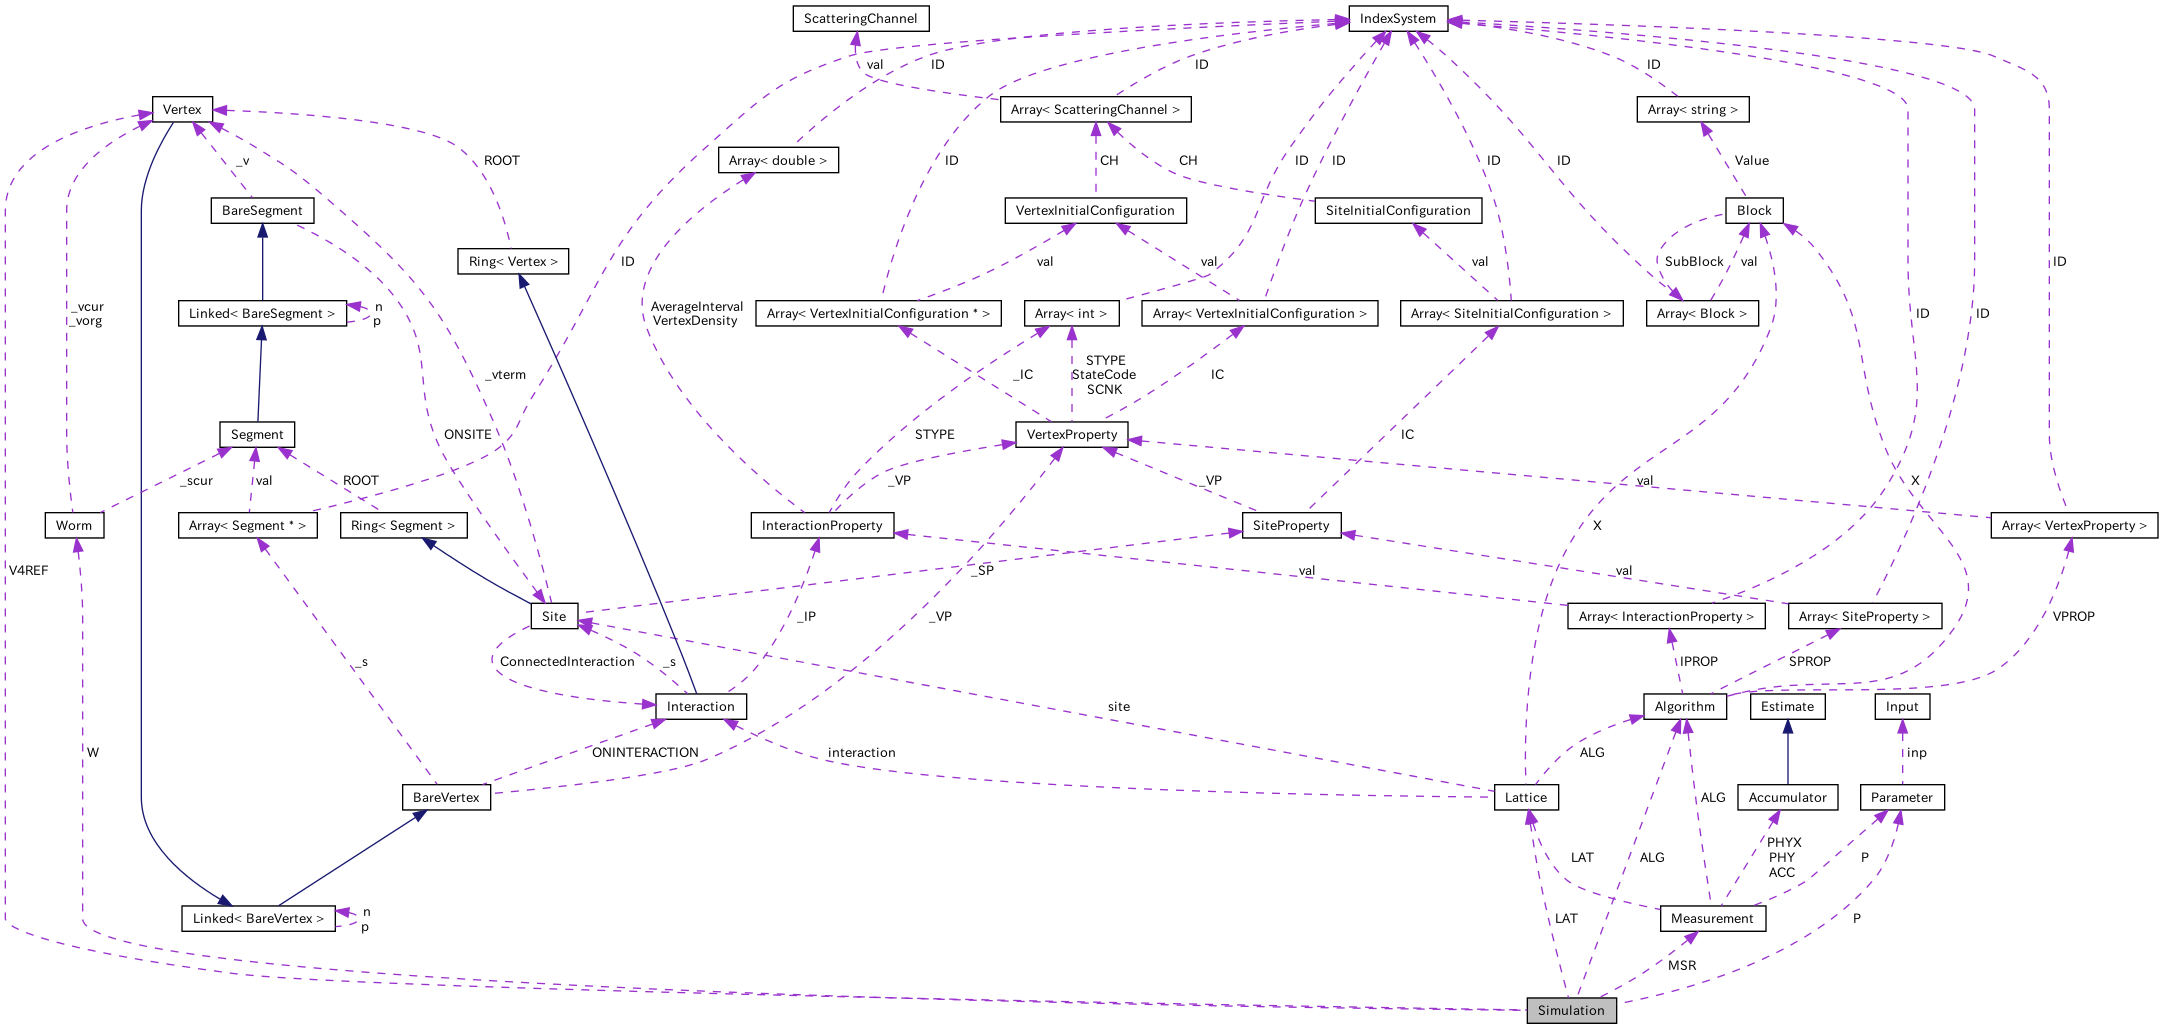 ScatteringChannel
IndexSystem
val
ID
ID
Vertex
Array< ScatteringChannel >
Array< string >
_v
ROOT
Array< double >
ID
CH
CH
ID
ID
ID
ID
Value
BareSegment
VertexInitialConfiguration
SiteInitialConfiguration
Block
Ring< Vertex >
ID
val
val
val
SubBlock
val
ID
_vcur
_vorg
Linked< BareSegment >
n
p
AverageInterval
VertexDensity
Array< VertexInitialConfiguration * >
Array< int >
Array< VertexInitialConfiguration >
Array< SiteInitialConfiguration >
Array< Block >
ID
ID
_vterm
_IC
STYPE
StateCode
SCNK
IC
Segment
ONSITE
STYPE
VertexProperty
IC
_scur
val
ROOT
_VP
_VP
val
X
Worm
Array< Segment * >
Ring< Segment >
InteractionProperty
SiteProperty
X
Array< VertexProperty >
V4REF
_SP
val
val
Site
_IP
_VP
Array< InteractionProperty >
Array< SiteProperty >
VPROP
_s
ConnectedInteraction
_s
IPROP
SPROP
Interaction
site
Algorithm
Estimate
Input
W
ONINTERACTION
interaction
ALG
inp
BareVertex
Lattice
ALG
Accumulator
Parameter
LAT
ALG
PHYX
PHY
ACC
P
Linked< BareVertex >
n
p
LAT
Measurement
P
MSR
Simulation
ID